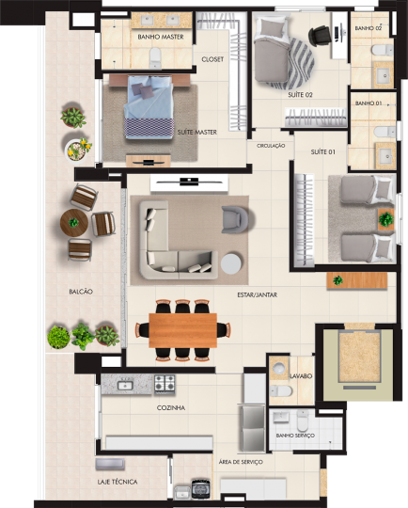 BANHO MASTER
BANHO 02
CLOSET
SUÍTE 02
BANHO 01
SUÍTE MASTER
CIRCULAÇÃO
SUÍTE 01
BALCÃO
ESTAR/JANTAR
LAVABO
COZINHA
BANHO SERVIÇO
ÁREA DE SERVIÇO
LAJE TÉCNICA